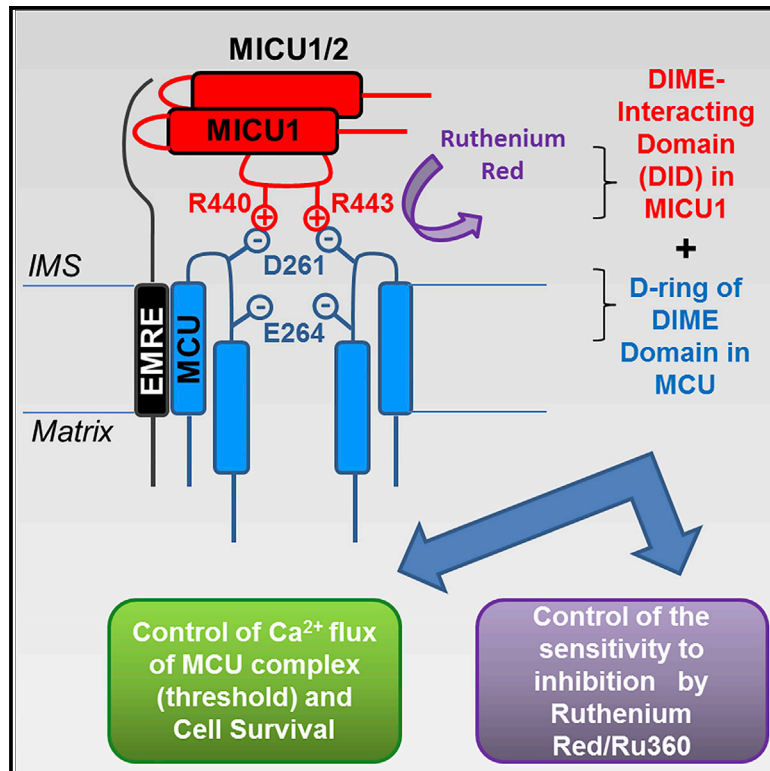 MICU1/2
MICU1
Ruthenium
Red
DIME-
Interacting
Domain
(DID) in
MICU1
+
D-ring of
DIME
Domain in
MCU
R440
R443
+
+
-
-
D261
-
-
E264
IMS
EMRE
MCU
Matrix
Control of Ca²⁺ flux
of MCU complex
(threshold) and
Cell Survival
Control of the
sensitivity to
inhibition by
Ruthenium
Red/Ru360